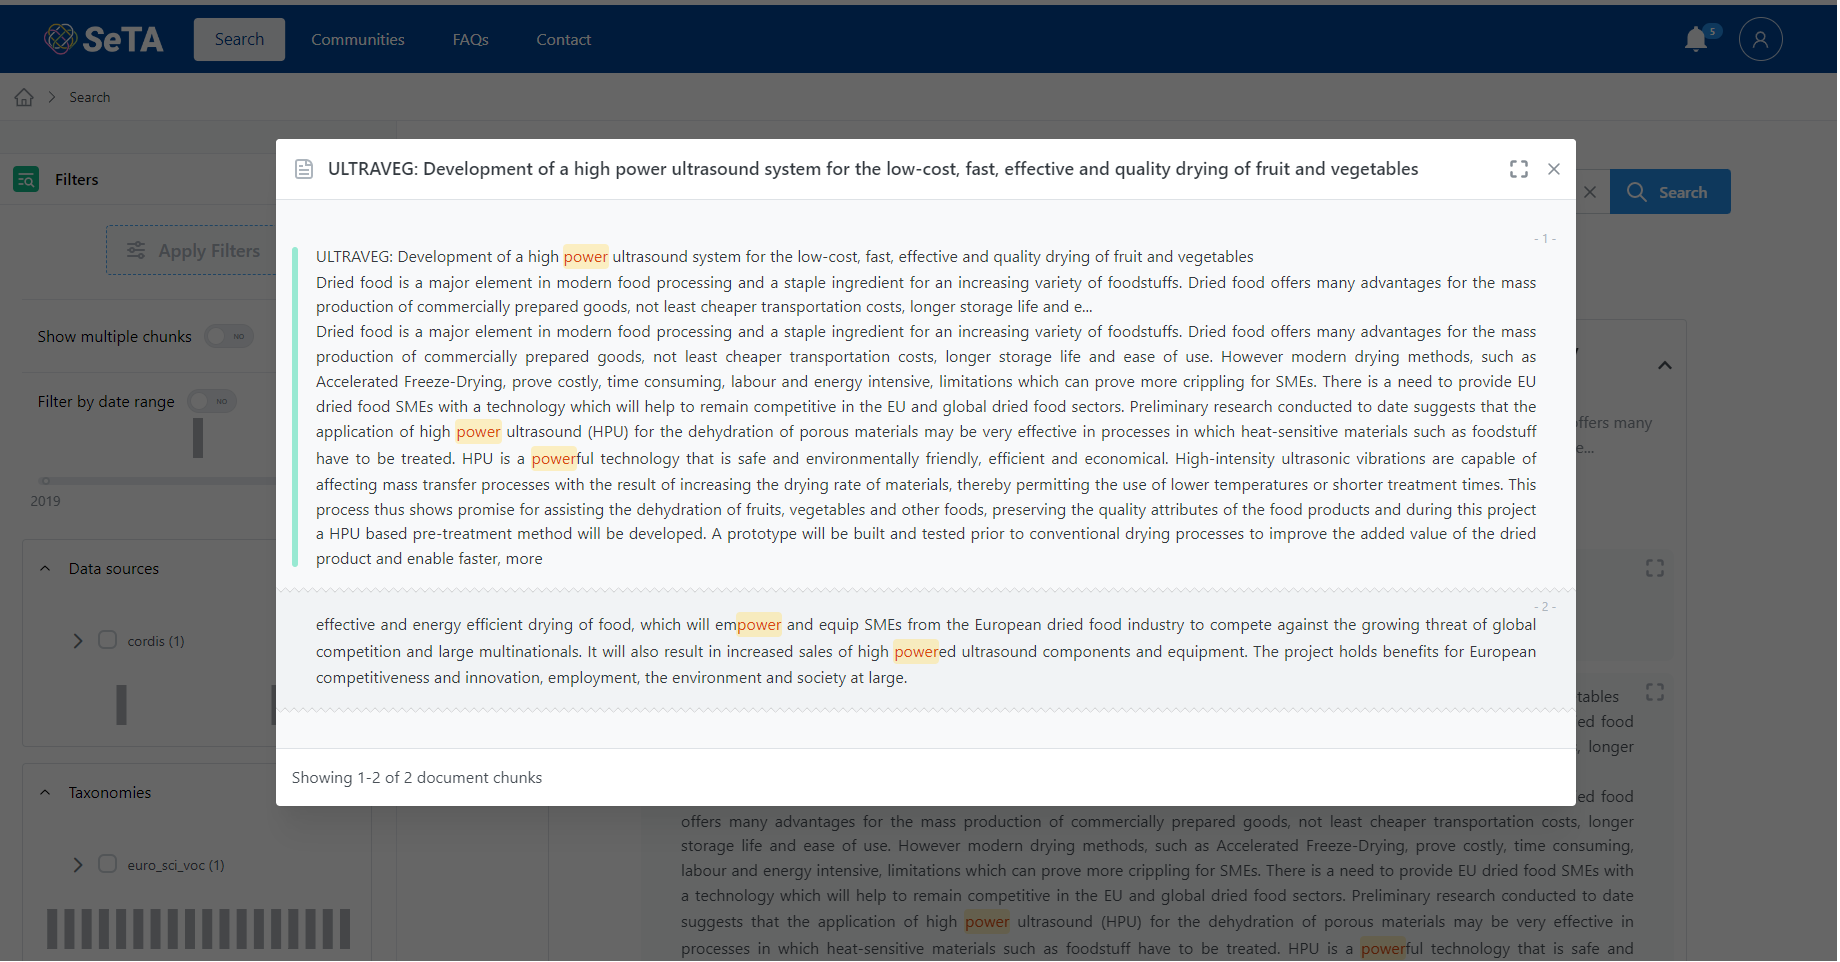 SeTA
Search
Communities
FAQs
Contact
5
Search
Filters
Apply Filters
Search
Show multiple chunks
NO
Filter by date range
NO
2019
Data sources
cordis (1)
Taxonomies
euro_sci_voc (1)
ULTRAVEG: Development of a high power ultrasound system for the low-cost, fast, effective and quality drying of fruit and vegetables
- 1 -
ULTRAVEG: Development of a high power ultrasound system for the low-cost, fast, effective and quality drying of fruit and vegetables
Dried food is a major element in modern food processing and a staple ingredient for an increasing variety of foodstuffs. Dried food offers many advantages for the mass
production of commercially prepared goods, not least cheaper transportation costs, longer storage life and e...
Dried food is a major element in modern food processing and a staple ingredient for an increasing variety of foodstuffs. Dried food offers many advantages for the mass
production of commercially prepared goods, not least cheaper transportation costs, longer storage life and ease of use. However modern drying methods, such as
Accelerated Freeze-Drying, prove costly, time consuming, labour and energy intensive, limitations which can prove more crippling for SMEs. There is a need to provide EU
dried food SMEs with a technology which will help to remain competitive in the EU and global dried food sectors. Preliminary research conducted to date suggests that the
application of high power ultrasound (HPU) for the dehydration of porous materials may be very effective in processes in which heat-sensitive materials such as foodstuff
have to be treated. HPU is a powerful technology that is safe and environmentally friendly, efficient and economical. High-intensity ultrasonic vibrations are capable of
affecting mass transfer processes with the result of increasing the drying rate of materials, thereby permitting the use of lower temperatures or shorter treatment times. This
process thus shows promise for assisting the dehydration of fruits, vegetables and other foods, preserving the quality attributes of the food products and during this project
a HPU based pre-treatment method will be developed. A prototype will be built and tested prior to conventional drying processes to improve the added value of the dried
product and enable faster, more
- 2 -
effective and energy efficient drying of food, which will empower and equip SMEs from the European dried food industry to compete against the growing threat of global
competition and large multinationals. It will also result in increased sales of high powered ultrasound components and equipment. The project holds benefits for European
competitiveness and innovation, employment, the environment and society at large.
Showing 1-2 of 2 document chunks
offers many
e...
tables
ed food
, longer
ed food
offers many advantages for the mass production of commercially prepared goods, not least cheaper transportation costs, longer
storage life and ease of use. However modern drying methods, such as Accelerated Freeze-Drying, prove costly, time consuming,
labour and energy intensive, limitations which can prove more crippling for SMEs. There is a need to provide EU dried food SMEs with
a technology which will help to remain competitive in the EU and global dried food sectors. Preliminary research conducted to date
suggests that the application of high power ultrasound (HPU) for the dehydration of porous materials may be very effective in
processes in which heat-sensitive materials such as foodstuff have to be treated. HPU is a powerful technology that is safe and